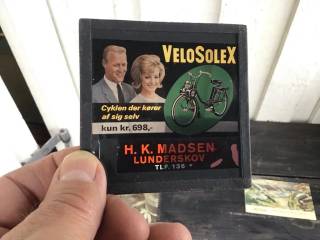 VELOSOLEX
Cyklen der kører
af sig selv
kun kr. 698,-
H. K. MADSEN
LUNDERSKOV
TLF. 136